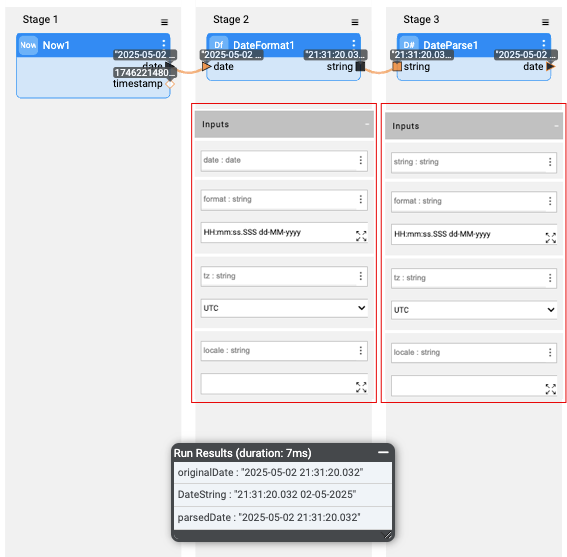 Stage 1
Stage 2
Stage 3
Now Now1
Df DateFormat1
D# DateParse1
"2025-05-02 ...
"2025-05-02 ...
"21:31:20.03...
"21:31:20.03...
"2025-05-02 ...
date
date
string
string
date
1746221480...
timestamp
Inputs
date : date
format : string
HH:mm:ss.SSS dd-MM-yyyy
tz : string
UTC
locale : string
Inputs
string : string
format : string
HH:mm:ss.SSS dd-MM-yyyy
tz : string
UTC
locale : string
Run Results (duration: 7ms)
originalDate : "2025-05-02 21:31:20.032"
DateString : "21:31:20.032 02-05-2025"
parsedDate : "2025-05-02 21:31:20.032"